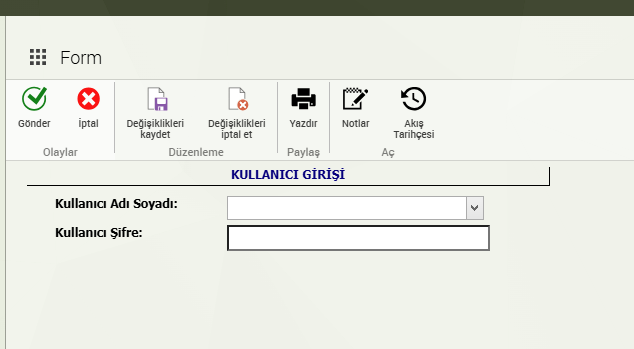 Form
Gönder
İptal
Değişiklikleri
kaydet
Değişiklikleri
iptal et
Yazdır
Notlar
Akış
Tarihçesi
Olaylar
Düzenleme
Paylaş
Aç
KULLANICI GİRİŞİ
Kullanıcı Adı Soyadı:
Kullanıcı Şifre: